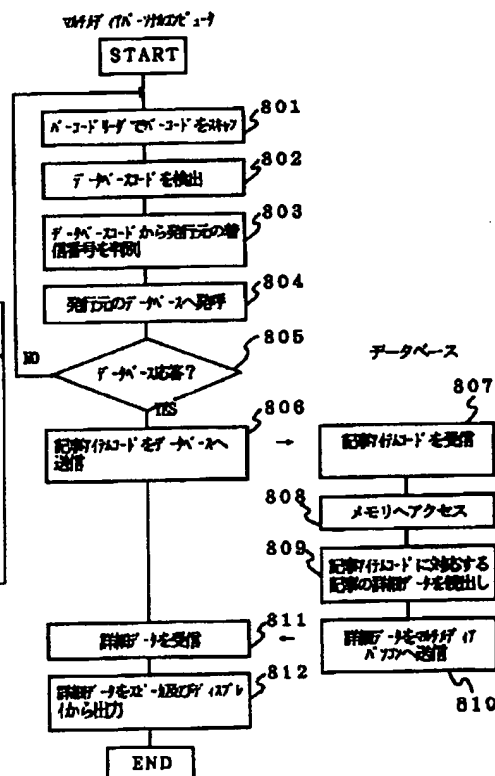 マルチメディアパーソナルコンピュータ
START
801
バーコードリーダでバーコードをスキャン
802
データベースコードを検出
803
データベースコードから発行元の着
信番号を判別
804
発行元のデータベースへ発呼
805
データベース応答？
NO
YES
データベース
806
記事アイテムコードをデータベースへ
送信
→
807
記事アイテムコードを受信
808
メモリへアクセス
809
記事アイテムコードに対応する
記事の詳細データを検出し
811
詳細データを受信
←
詳細データをマルチメディア
パソコンへ送信
810
812
詳細データをスピーカ及びディスプレ
イから出力
END